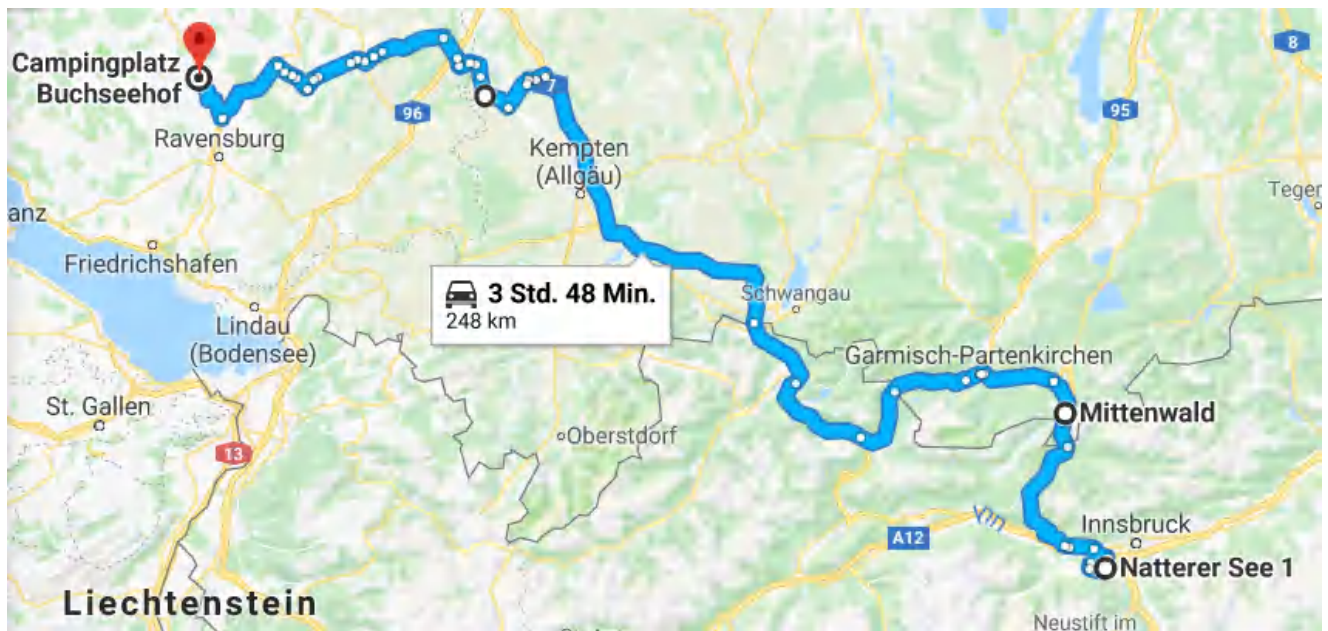 Campingplatz
Buchseehof
Ravensburg
96
7
95
8
Kempten
(Allgäu)
Teger
anz
Friedrichshafen
Lindau
(Bodensee)
3 Std. 48 Min.
248 km
Schwangau
Garmisch-Partenkirchen
St. Gallen
Mittenwald
Oberstdorf
13
A12
Inn
Innsbruck
Natterer See 1
Liechtenstein
Neustift im